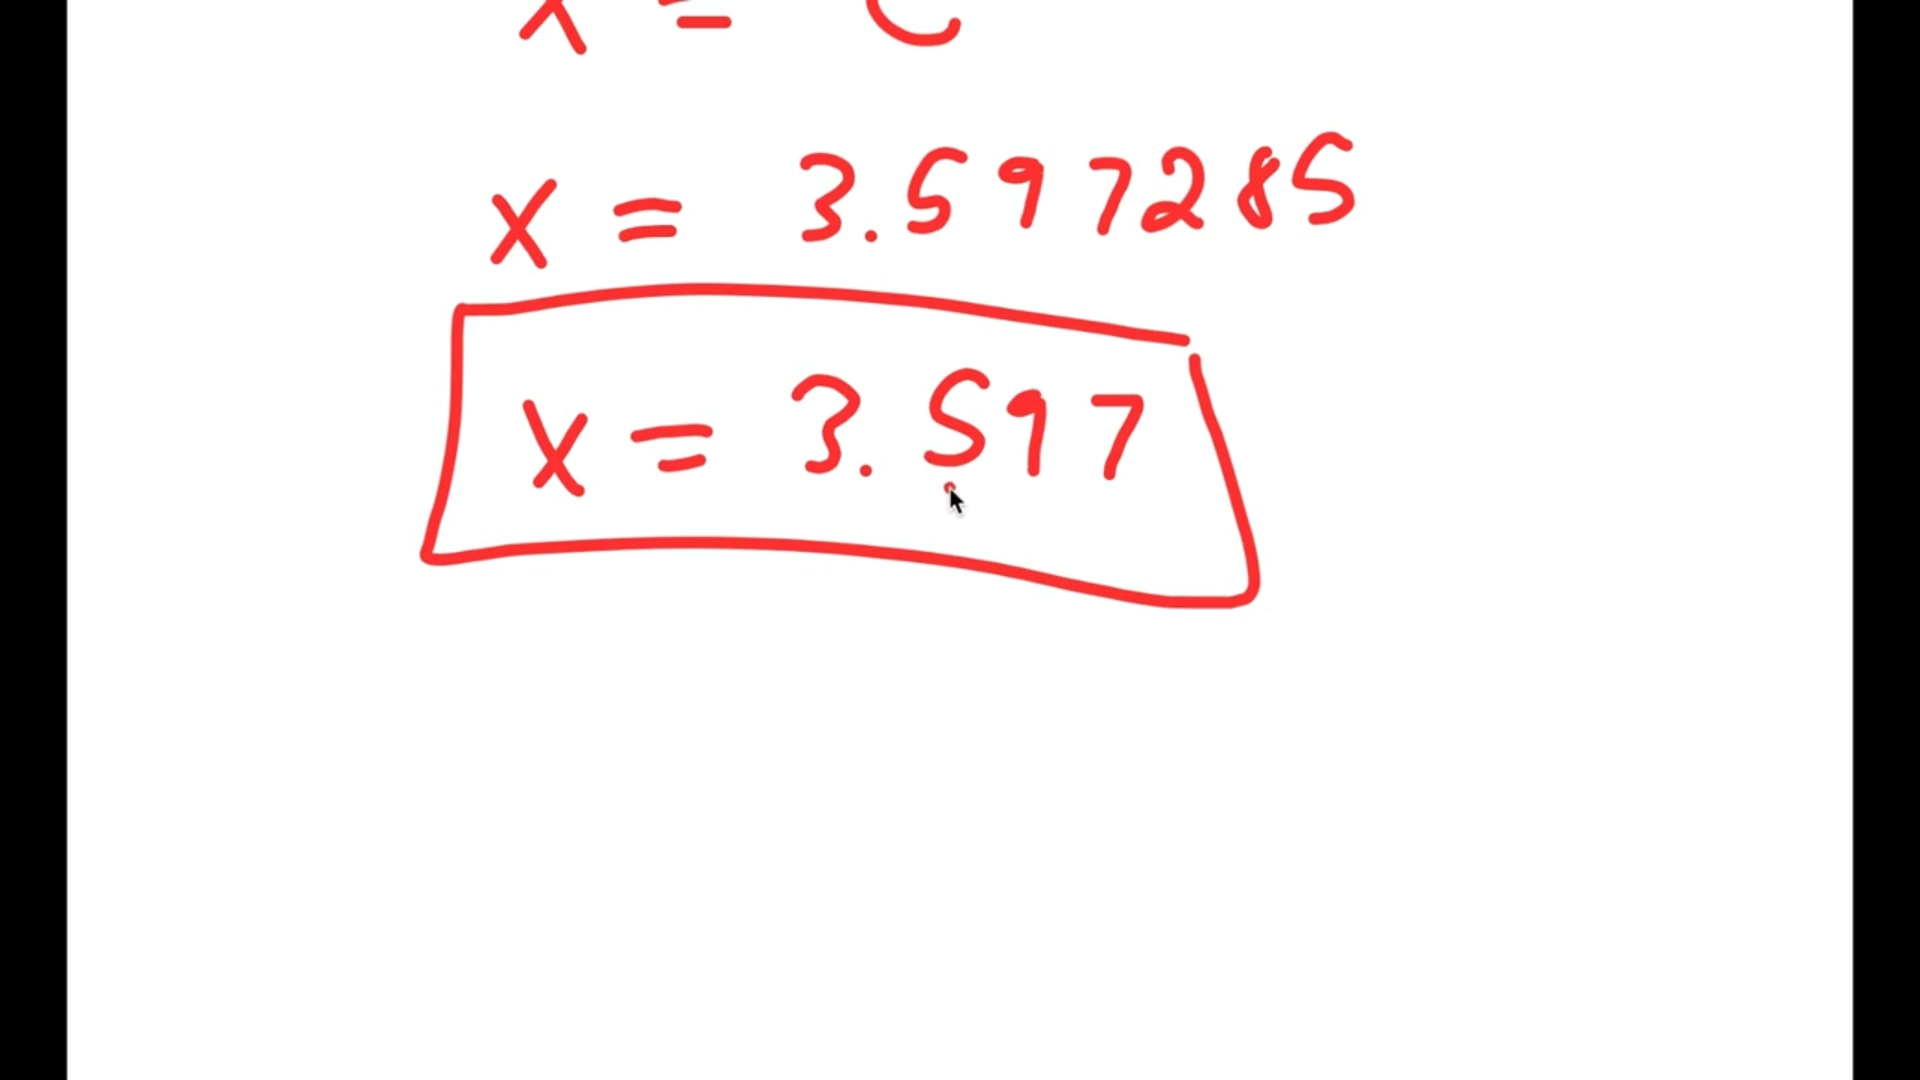 x =
x = 3.597285
x = 3.597